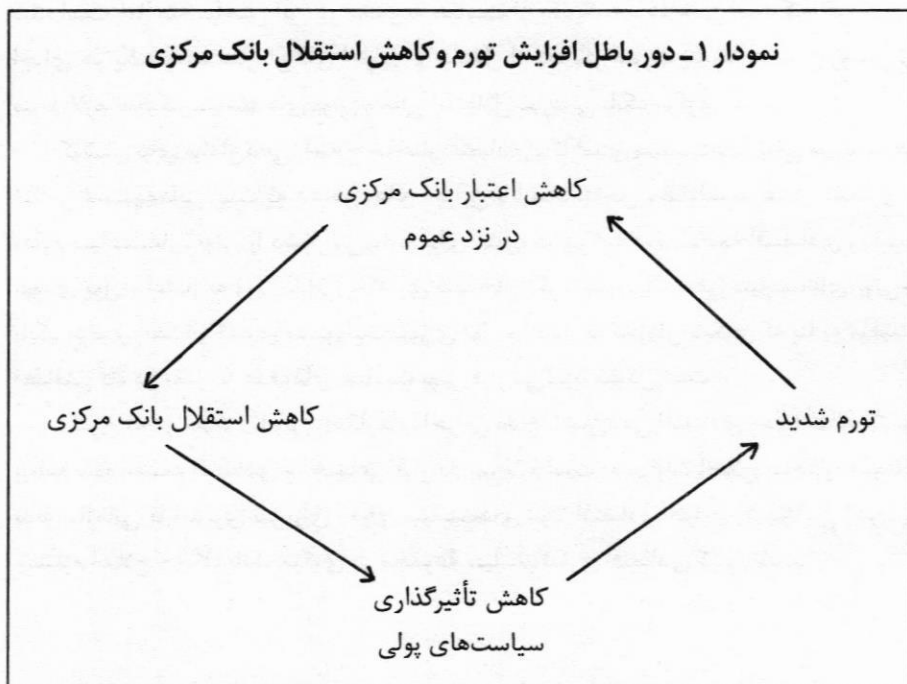 نمودار ۱ـ دور باطل افزایش تورم و کاهش استقلال بانک مرکزی
کاهش اعتبار بانک مرکزی
در نزد عموم
تورم شدید
کاهش استقلال بانک مرکزی
کاهش تأثیرگذاری
سیاست‌های پولی